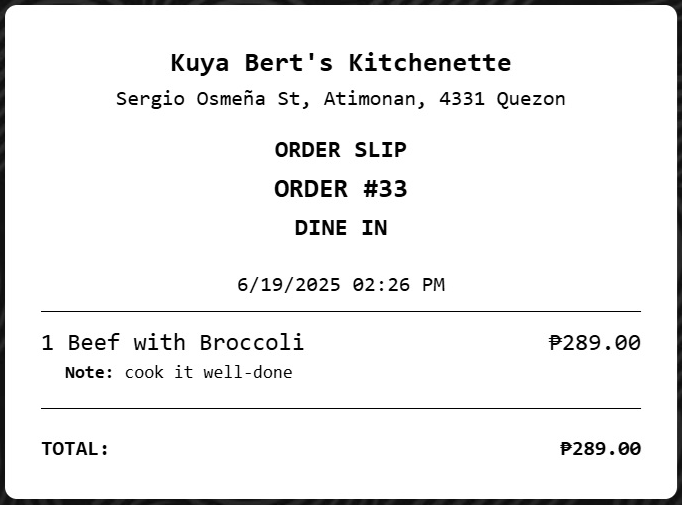 Kuya Bert's Kitchenette
Sergio Osmeña St, Atimonan, 4331 Quezon
ORDER SLIP
ORDER #33
DINE IN
6/19/2025 02:26 PM
1 Beef with Broccoli ₱289.00
Note: cook it well-done
TOTAL: ₱289.00